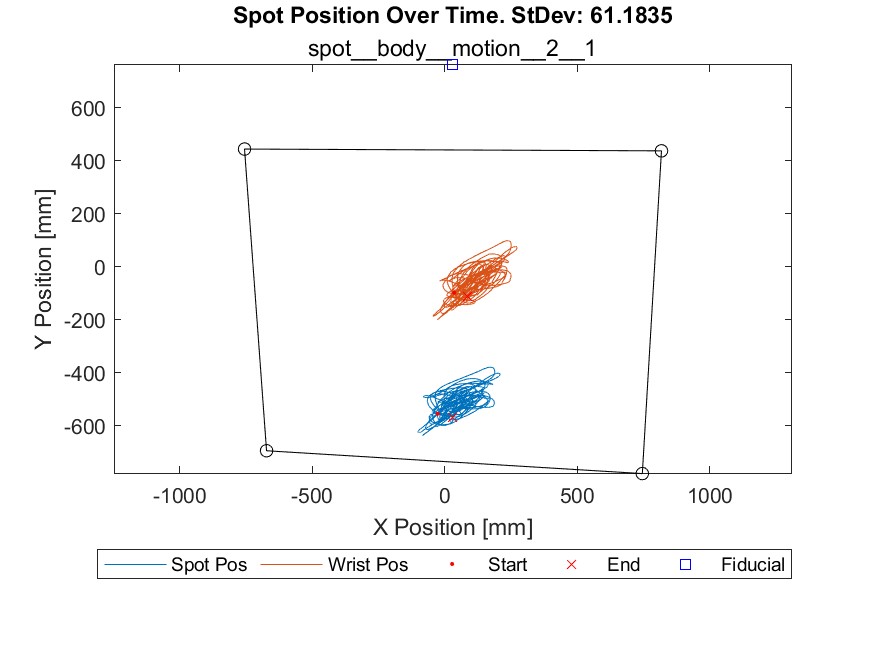 Spot Position Over Time. StDev: 61.1835
spot__body__motion__2__1
600
400
200
0
-200
-400
-600
Y Position [mm]
-1000 -500 0 500 1000
X Position [mm]
Spot Pos Wrist Pos Start End Fiducial